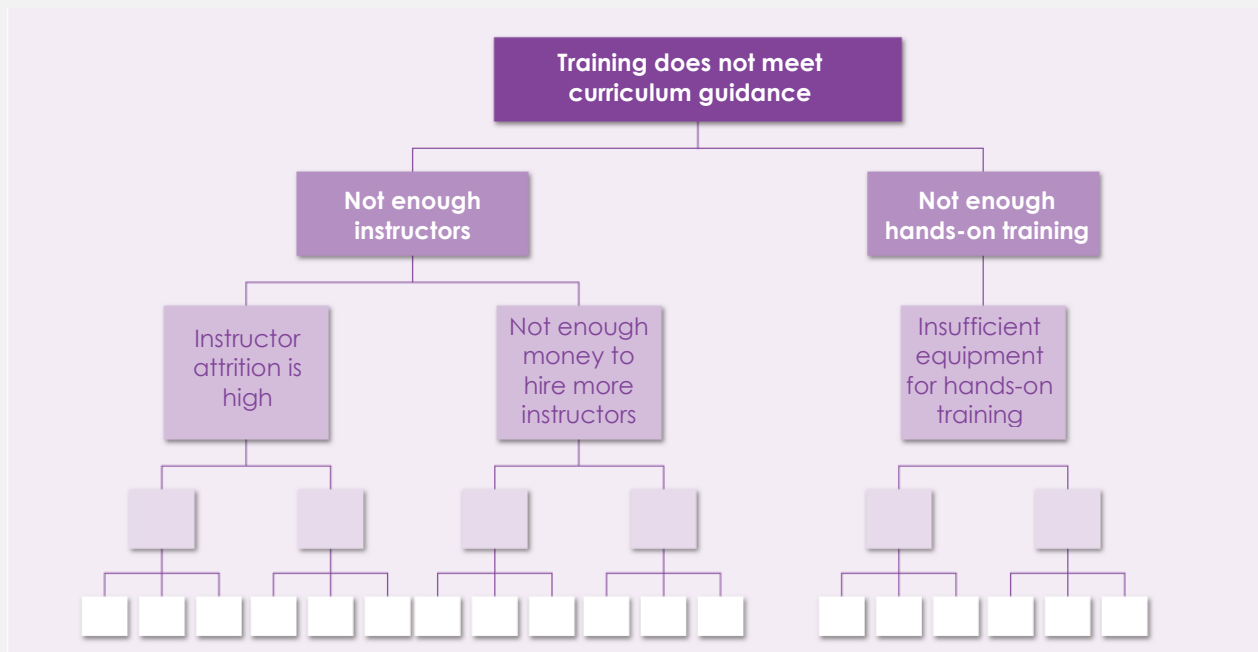 Training does not meet
curriculum guidance
Not enough
instructors
Not enough
hands-on training
Instructor
attrition is
high
Not enough
money to
hire more
instructors
Insufficient
equipment
for hands-on
training